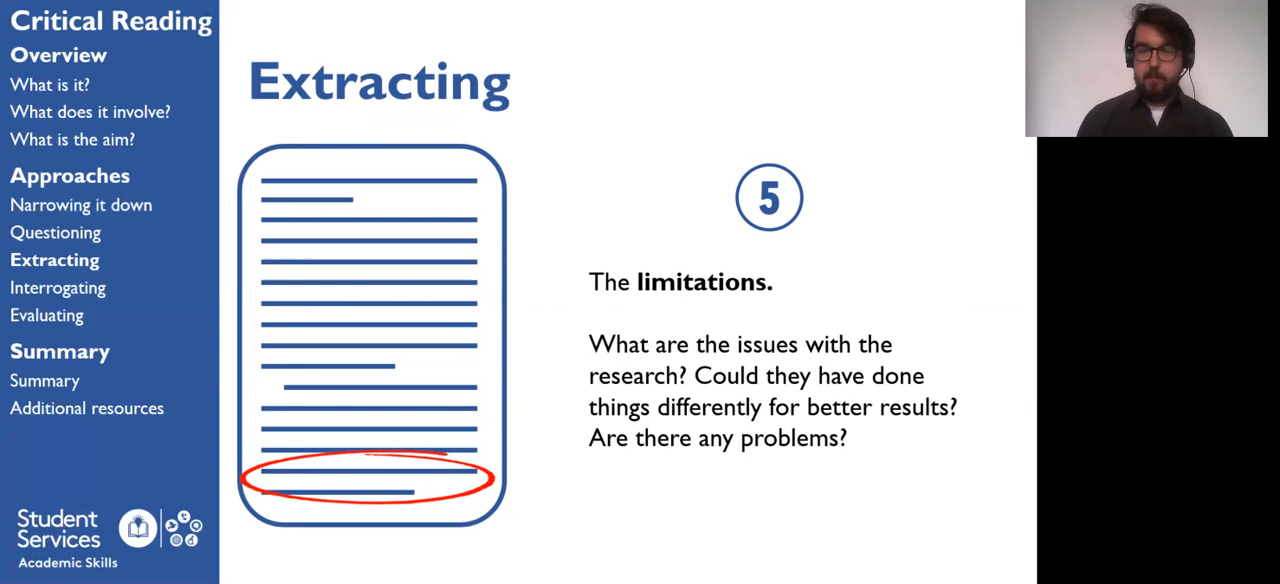 Critical Reading
Overview
What is it?
What does it involve?
What is the aim?
Approaches
Narrowing it down
Questioning
Extracting
Interrogating
Evaluating
Summary
Summary
Additional resources
Student
Services
Academic Skills
Extracting
5
The limitations.
What are the issues with the
research? Could they have done
things differently for better results?
Are there any problems?